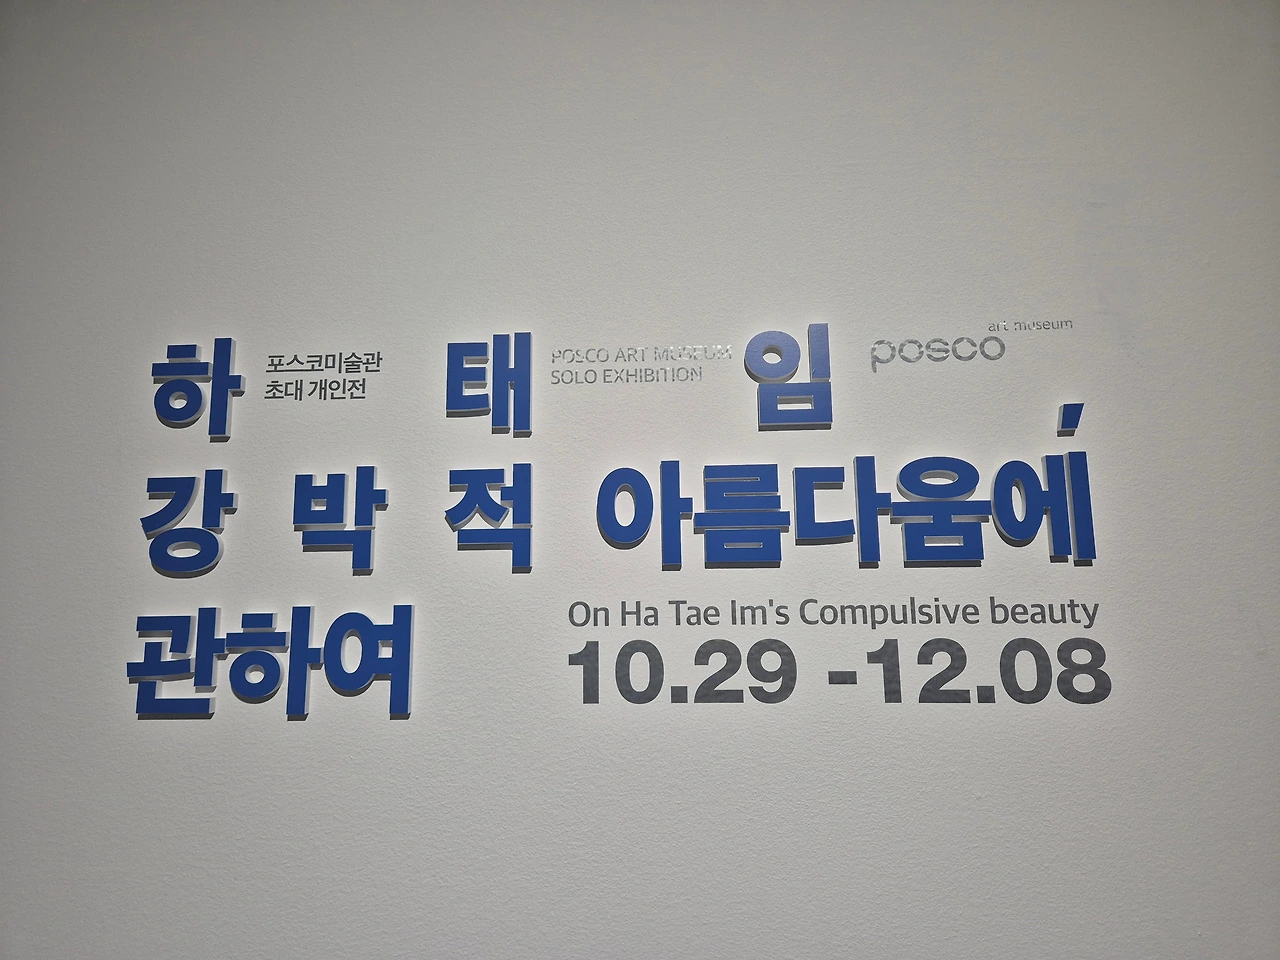 하 태 임,
포스코미술관
초대 개인전
POSCO ART MUSEUM
SOLO EXHIBITION
art museum
posco
강 박 적 아름다움에
관하여
On Ha Tae Im's Compulsive beauty
10.29 -12.08